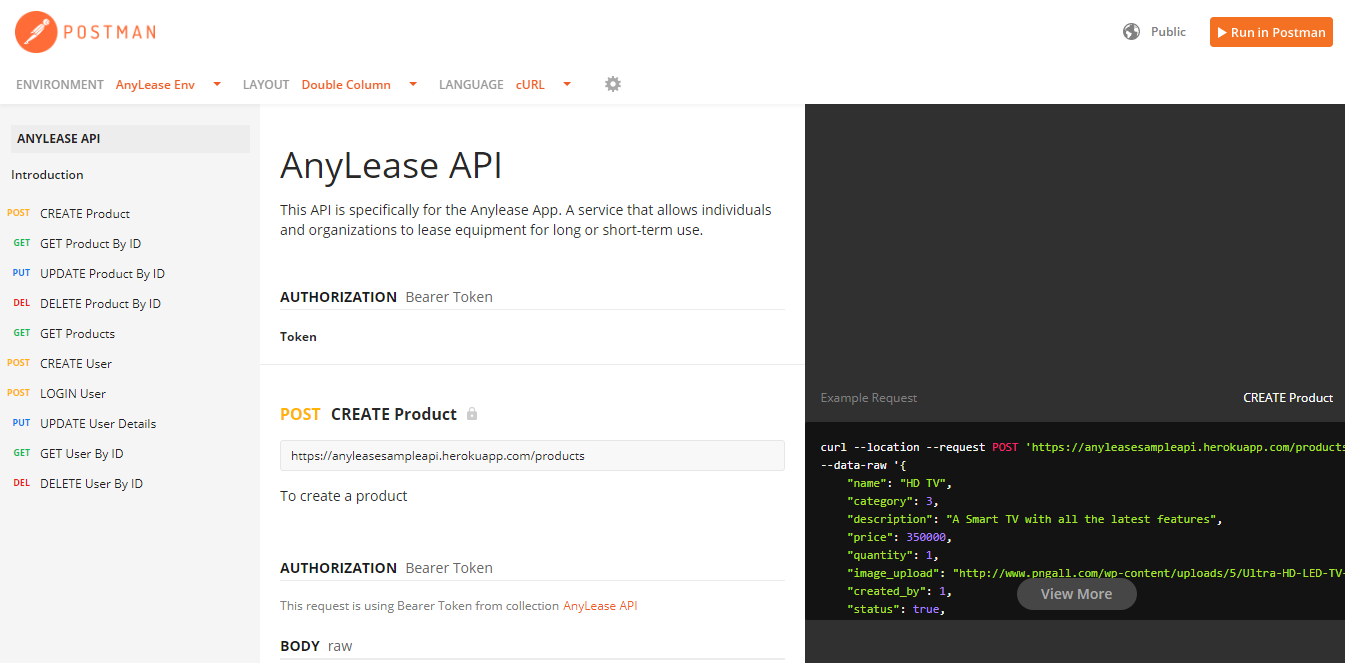 POSTMAN
Public
Run in Postman
ENVIRONMENT AnyLease Env LAYOUT Double Column LANGUAGE cURL
ANYLEASE API
Introduction
POST CREATE Product
GET GET Product By ID
PUT UPDATE Product By ID
DEL DELETE Product By ID
GET GET Products
POST CREATE User
POST LOGIN User
PUT UPDATE User Details
GET GET User By ID
DEL DELETE User By ID
AnyLease API
This API is specifically for the Anylease App. A service that allows individuals
and organizations to lease equipment for long or short-term use.
AUTHORIZATION Bearer Token
Token
POST CREATE Product
https://anyleasesampleapi.herokuapp.com/products
To create a product
AUTHORIZATION Bearer Token
This request is using Bearer Token from collection AnyLease API
BODY raw
Example Request CREATE Product
curl --location --request POST 'https://anyleasesampleapi.herokuapp.com/products
--data-raw '{
"name": "HD TV",
"category": 3,
"description": "A Smart TV with all the latest features",
"price": 350000,
"quantity": 1,
"image_upload": "http://www.pngall.com/wp-content/uploads/5/Ultra-HD-LED-TV-
"created_by": 1,
"status": true,
View More